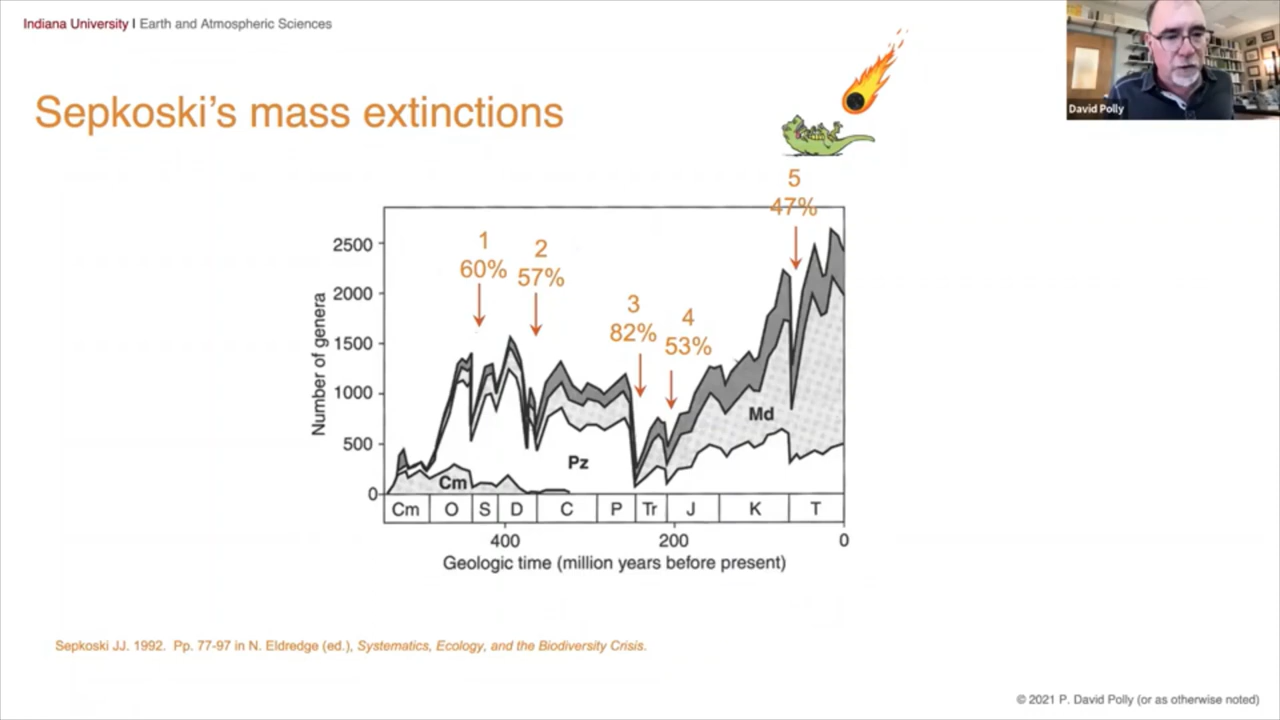 Indiana University I Earth and Atmospheric Sciences
David Polly
Sepkoski's mass extinctions
5
47%
1
60%
2
57%
3
82%
4
53%
Number of genera
2500
2000
1500
1000
500
0
Cm
Pz
Md
Cm O S D C P Tr J K T
400 200 0
Geologic time (million years before present)
Sepkoski JJ. 1992. Pp. 77-97 in N. Eldredge (ed.), Systematics, Ecology, and the Biodiversity Crisis.
© 2021 P. David Polly (or as otherwise noted)